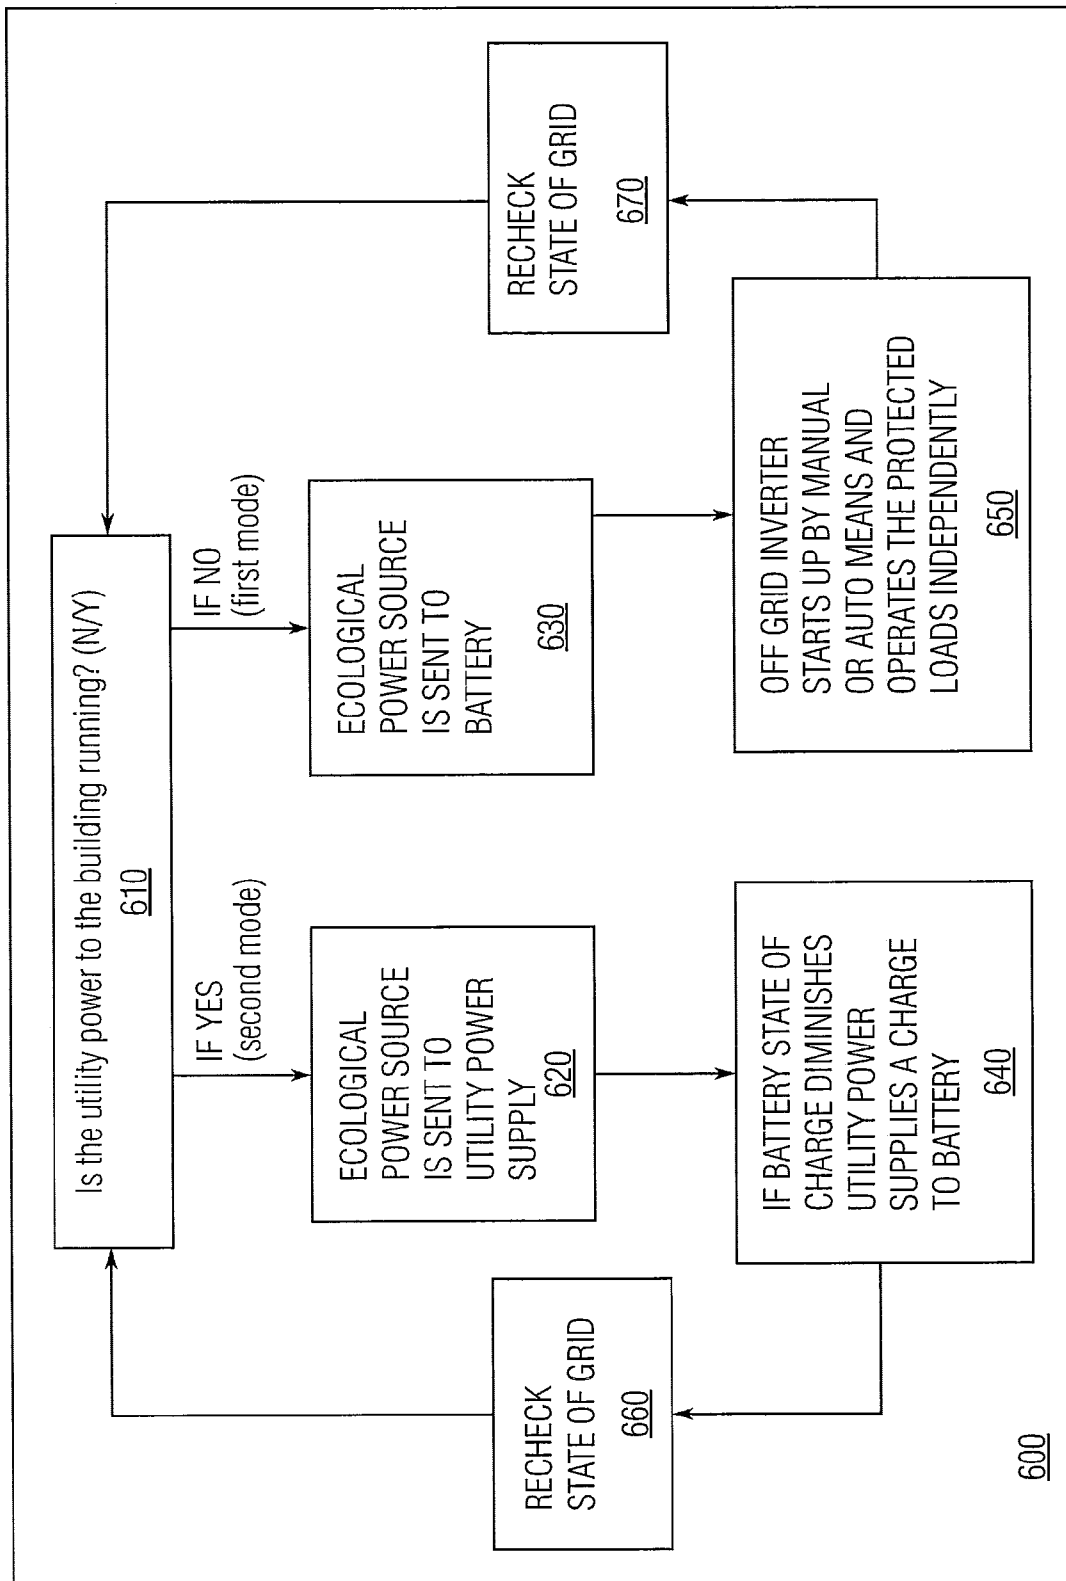 Is the utility power to the building running? (N/Y)
610
IF YES
(second mode)
IF NO
(first mode)
ECOLOGICAL
POWER SOURCE
IS SENT TO
UTILITY POWER
SUPPLY
620
ECOLOGICAL
POWER SOURCE
IS SENT TO
BATTERY
630
RECHECK
STATE OF GRID
660
RECHECK
STATE OF GRID
670
IF BATTERY STATE OF
CHARGE DIMINISHES
UTILITY POWER
SUPPLIES A CHARGE
TO BATTERY
640
OFF GRID INVERTER
STARTS UP BY MANUAL
OR AUTO MEANS AND
OPERATES THE PROTECTED
LOADS INDEPENDENTLY
650
600